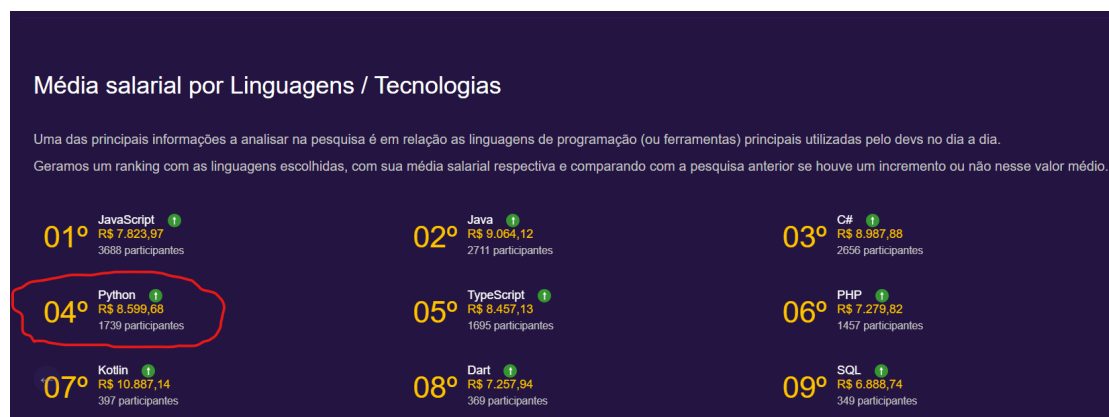 Média salarial por Linguagens / Tecnologias
Uma das principais informações a analisar na pesquisa é em relação as linguagens de programação (ou ferramentas) principais utilizadas pelo devs no dia a dia.
Geramos um ranking com as linguagens escolhidas, com sua média salarial respectiva e comparando com a pesquisa anterior se houve um incremento ou não nesse valor médio.
01º
JavaScript
R$ 7.823,97
3688 participantes
02º
Java
R$ 9.064,12
2711 participantes
03º
C#
R$ 8.987,88
2656 participantes
04º
Python
R$ 8.599,68
1739 participantes
05º
TypeScript
R$ 8.457,13
1695 participantes
06º
PHP
R$ 7.279,82
1457 participantes
07º
Kotlin
R$ 10.887,14
397 participantes
08º
Dart
R$ 7.257,94
369 participantes
09º
SQL
R$ 6.888,74
349 participantes